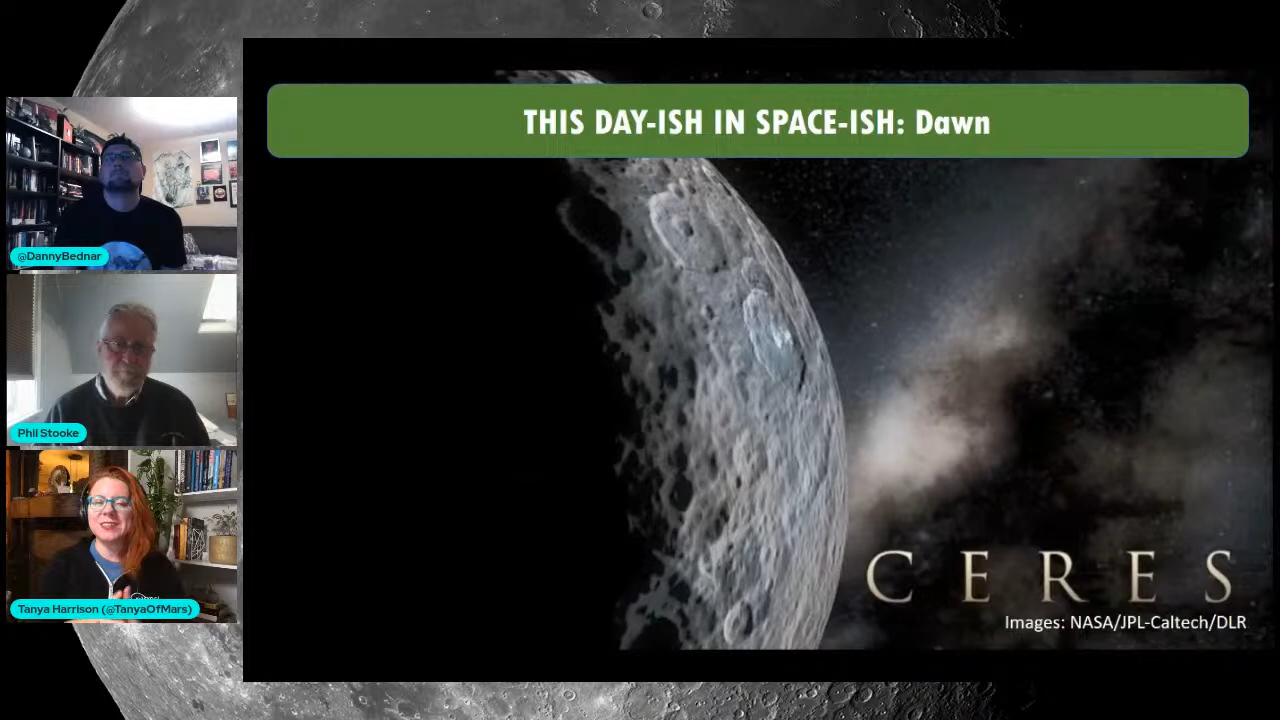 THIS DAY-ISH IN SPACE-ISH: Dawn
@DannyBednar
Phil Stooke
Tanya Harrison (@TanyaOfMars)
CERES
Images: NASA/JPL-Caltech/DLR